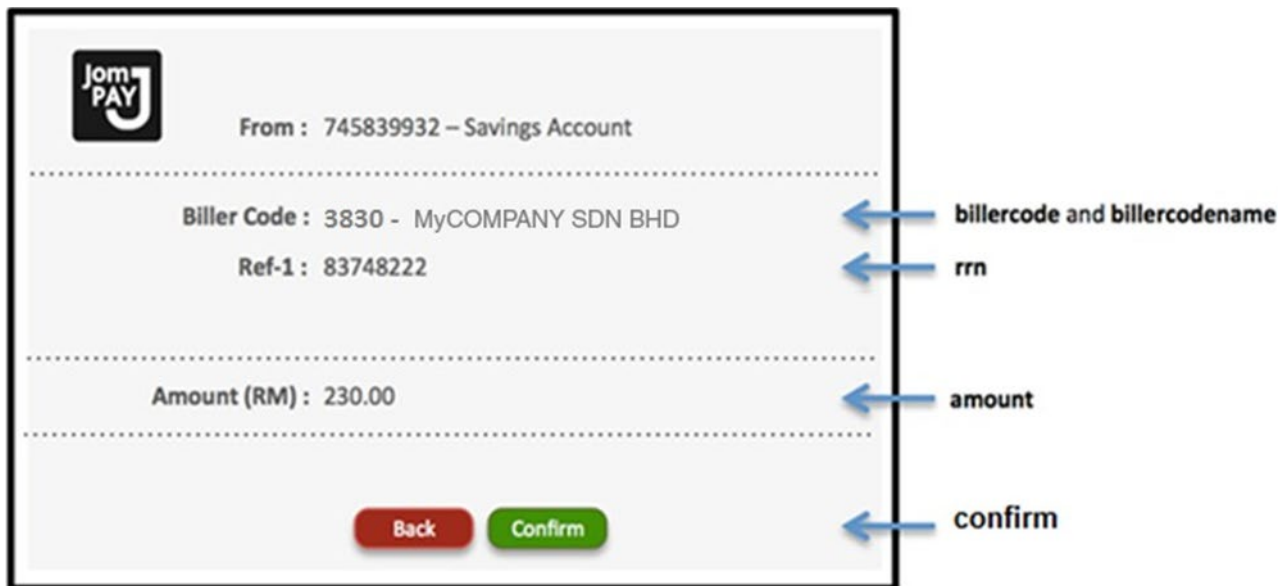 Jom
PAY
From : 745839932 – Savings Account
Biller Code : 3830 - MyCOMPANY SDN BHD
billercode and billercodename
Ref-1 : 83748222
rrn
Amount (RM) : 230.00
amount
Back
Confirm
confirm